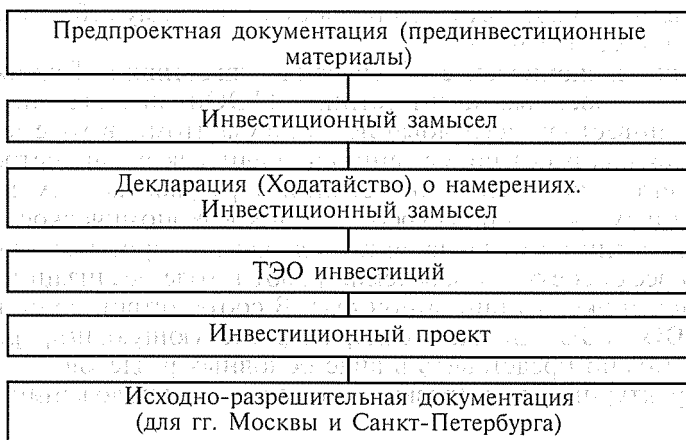 Предпроектная документация (прединвестиционные
материалы)
Инвестиционный замысел
Декларация (Ходатайство) о намерениях.
Инвестиционный замысел
ТЭО инвестиций
Инвестиционный проект
Исходно-разрешительная документация
(для гг. Москвы и Санкт-Петербурга)